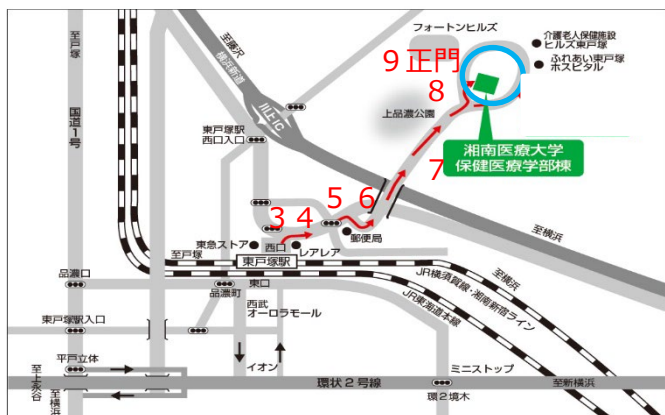 フォートンヒルズ
介護老人保健施設
ヒルズ東戸塚
ふれあい東戸塚
ホスピタル
9 正門
8
至戸塚
至藤沢
横浜新道
川上IC
国道1号
東戸塚駅
西口入口
上品濃公園
湘南医療大学
保健医療学部棟
7
6
5
3 4
郵便局
東急ストア
西口
レアレア
至横浜
至戸塚
東戸塚駅
品濃口
東口
品濃町
西武
オーロラモール
至横浜
JR横須賀線・湘南新宿ライン
JR東海道本線
東戸塚駅入口
平戸立体
イオン
ミニストップ
至上永谷
至横浜
環状2号線
環2境木
至新横浜